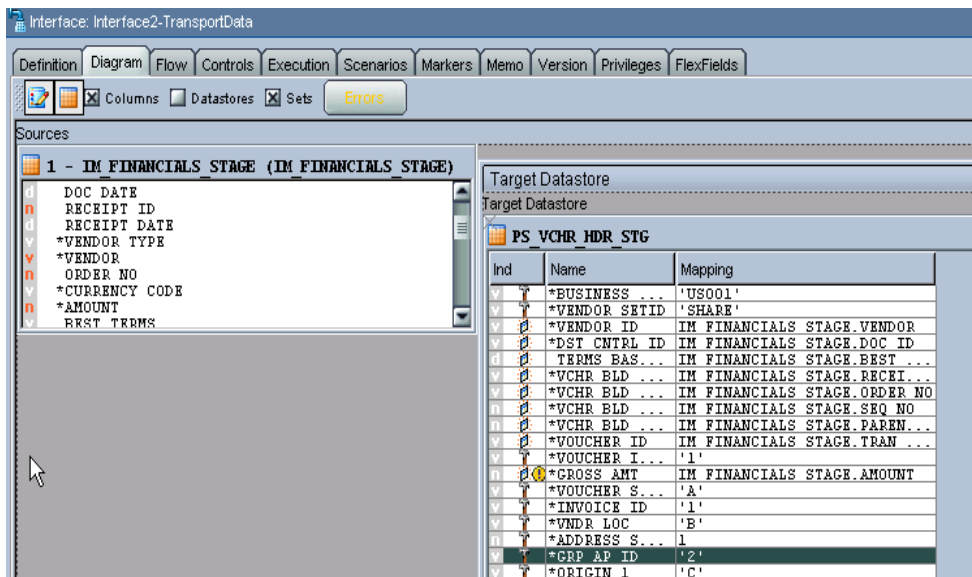 Interface: Interface2-TransportData
Definition Diagram Flow Controls Execution Scenarios Markers Memo Version Privileges FlexFields
Columns Datastores Sets Errors
Sources
1 - IM_FINANCIALS_STAGE (IM_FINANCIALS_STAGE)
d DOC DATE
n RECEIPT ID
d RECEIPT DATE
v *VENDOR TYPE
v *VENDOR
n ORDER NO
v *CURRENCY CODE
n *AMOUNT
v BEST TERMS
Target Datastore
Target Datastore
PS_VCHR_HDR_STG
Ind Name Mapping
v *BUSINESS ... 'US001'
v *VENDOR SETID 'SHARE'
v *VENDOR ID IM FINANCIALS STAGE.VENDOR
v *DST CNTRL ID IM FINANCIALS STAGE.DOC ID
d TERMS BAS... IM FINANCIALS STAGE.BEST ...
v *VCHR BLD ... IM FINANCIALS STAGE.RECEI...
v *VCHR BLD ... IM FINANCIALS STAGE.ORDER NO
n *VCHR BLD ... IM FINANCIALS STAGE.SEQ NO
n *VCHR BLD ... IM FINANCIALS STAGE.PAREN...
v *VOUCHER ID IM FINANCIALS STAGE.TRAN ...
v *VOUCHER I... '1'
n *GROSS AMT IM FINANCIALS STAGE.AMOUNT
v *VOUCHER S... 'A'
v *INVOICE ID '1'
v *VNDR LOC 'B'
n *ADDRESS S... 1
v *GRP AP ID '2'
v *ORIGIN 1 'C'